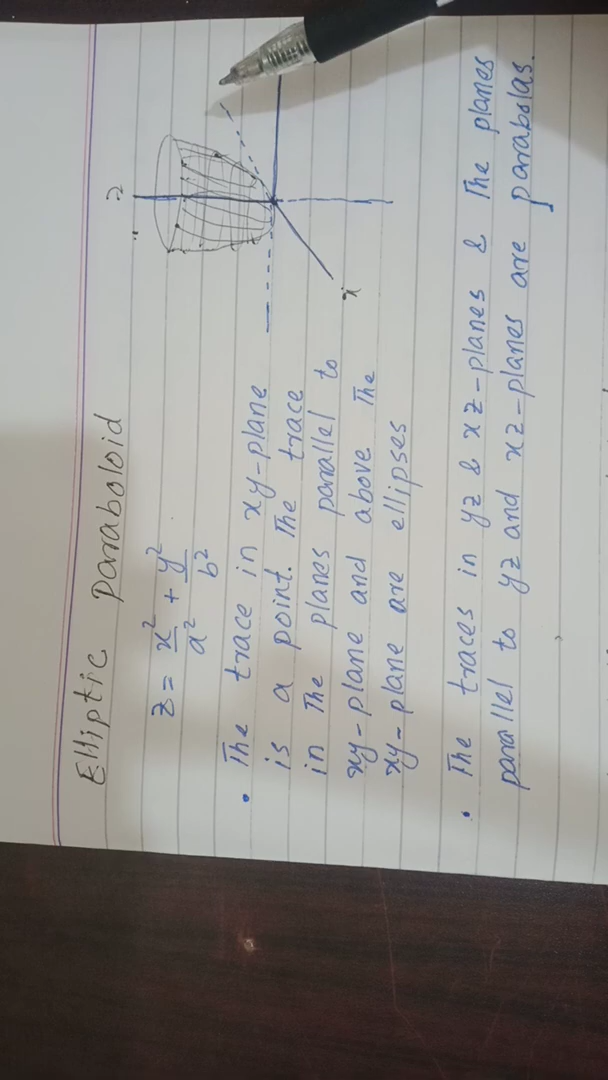 Elliptic paraboloid
z = x²/a² + y²/b²
z
x
• The trace in xy-plane
is a point. The trace
in The planes parallel to
xy-plane and above The
xy-plane are ellipses
• The traces in yz & xz-planes & The planes
parallel to yz and xz-planes are parabolas.